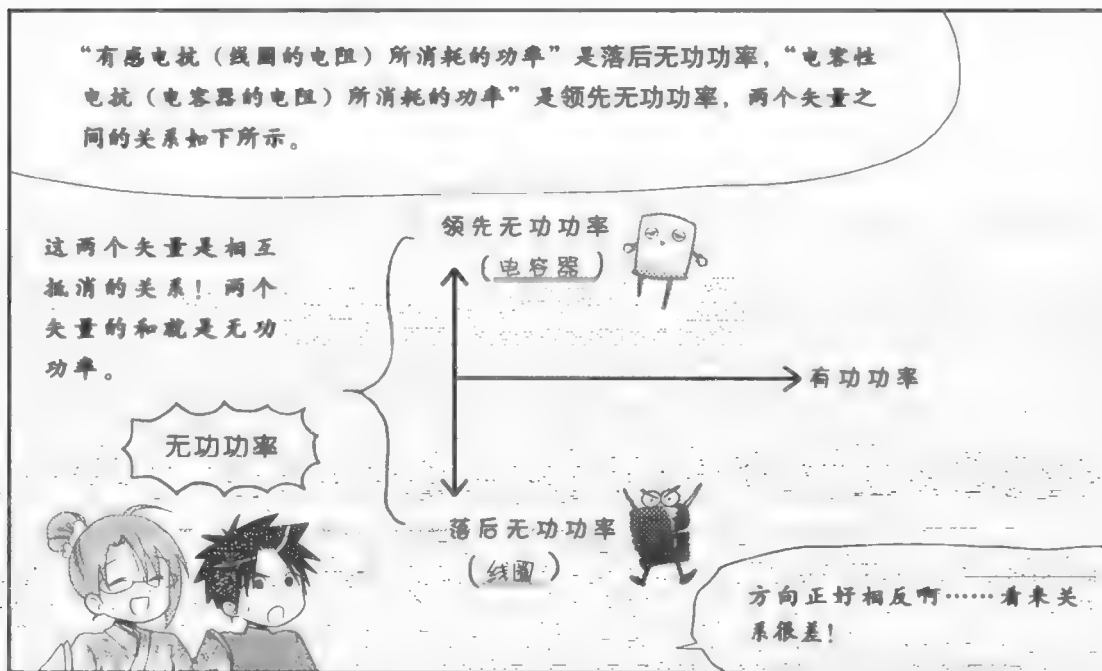 “有感电抗（线圈的电阻）所消耗的功率”是落后无功功率，“电容性
电抗（电容器的电阻）所消耗的功率”是领先无功功率，两个矢量之
间的关系如下所示。
这两个矢量是相互
抵消的关系！两个
矢量的和就是无功
功率。
领先无功功率
（电容器）
有功功率
无功功率
落后无功功率
（线圈）
方向正好相反啊……看来关
系很差！